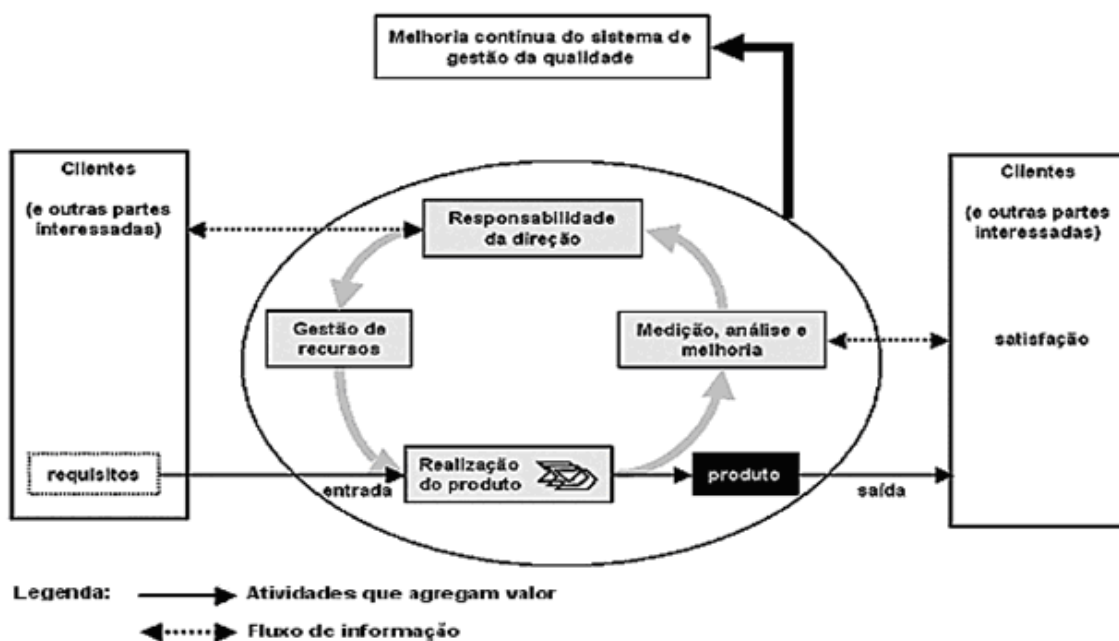 Melhoria contínua do sistema de
gestão da qualidade
Clientes
(e outras partes
interessadas)
Responsabilidade
da direção
Clientes
(e outras partes
interessadas)
Gestão de
recursos
Medição, análise e
melhoria
satisfação
requisitos
entrada
Realização
do produto
produto
saída
Legenda:
Atividades que agregam valor
Fluxo de informação